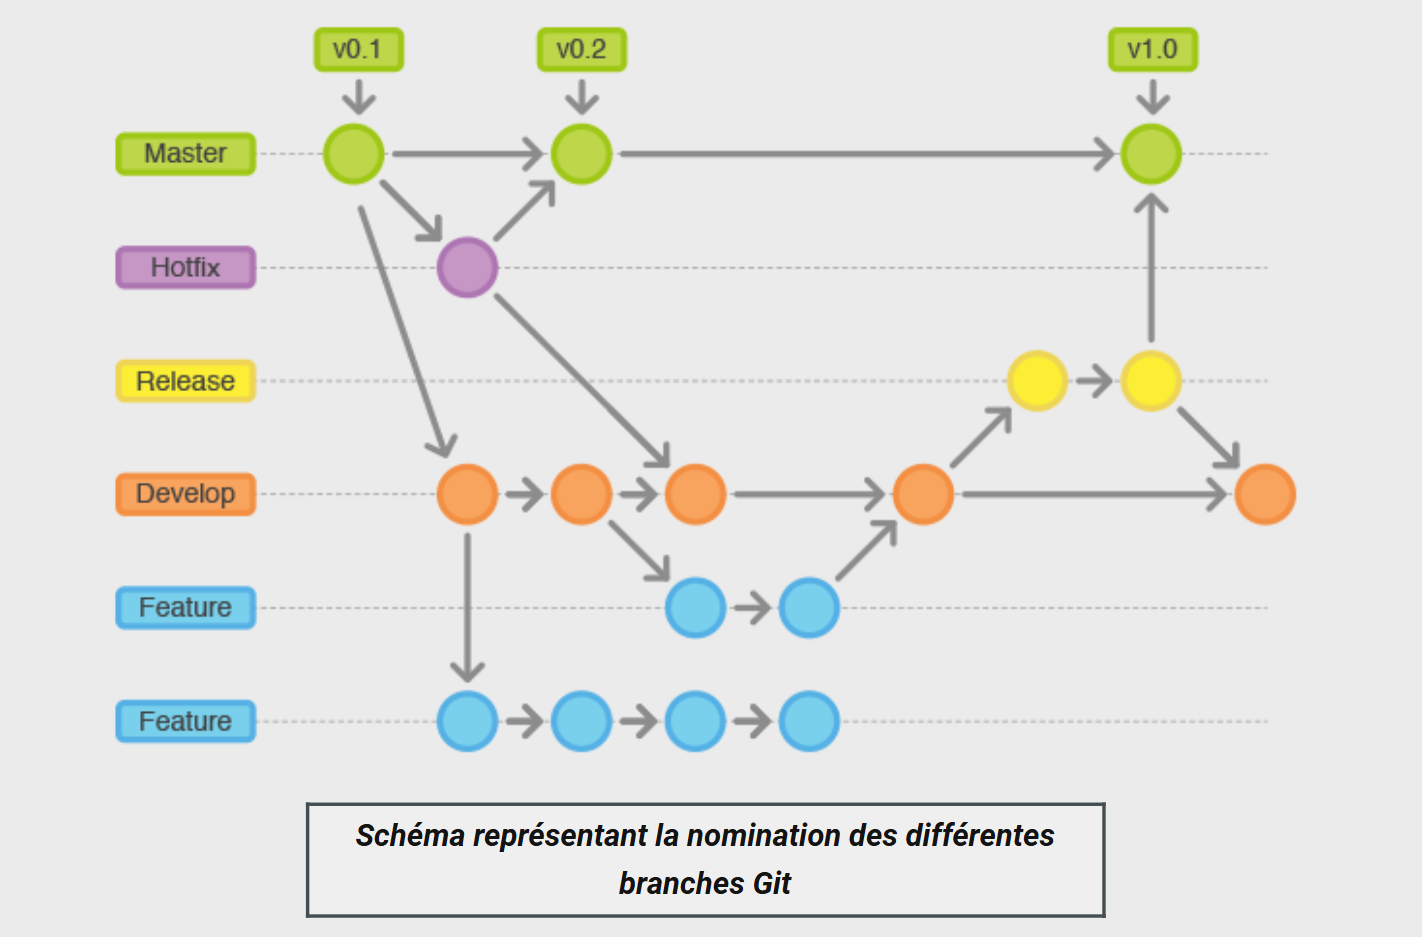 v0.1
v0.2
v1.0
Master
Hotfix
Release
Develop
Feature
Feature
Schéma représentant la nomination des différentes
branches Git